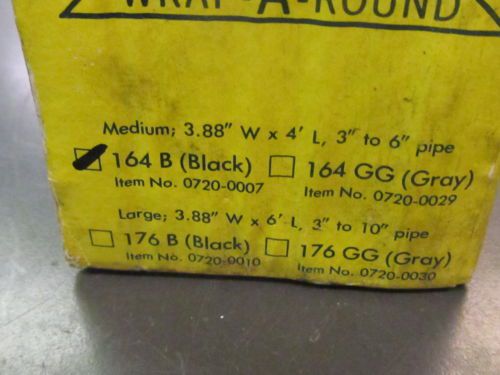 WRAP-A-ROUND
Medium; 3.88" W x 4' L, 3" to 6" pipe
164 B (Black) 164 GG (Gray)
Item No. 0720-0007 Item No. 0720-0029
Large; 3.88" W x 6' L, 3" to 10" pipe
176 B (Black) 176 GG (Gray)
Item No. 0720-0010 Item No. 0720-0030